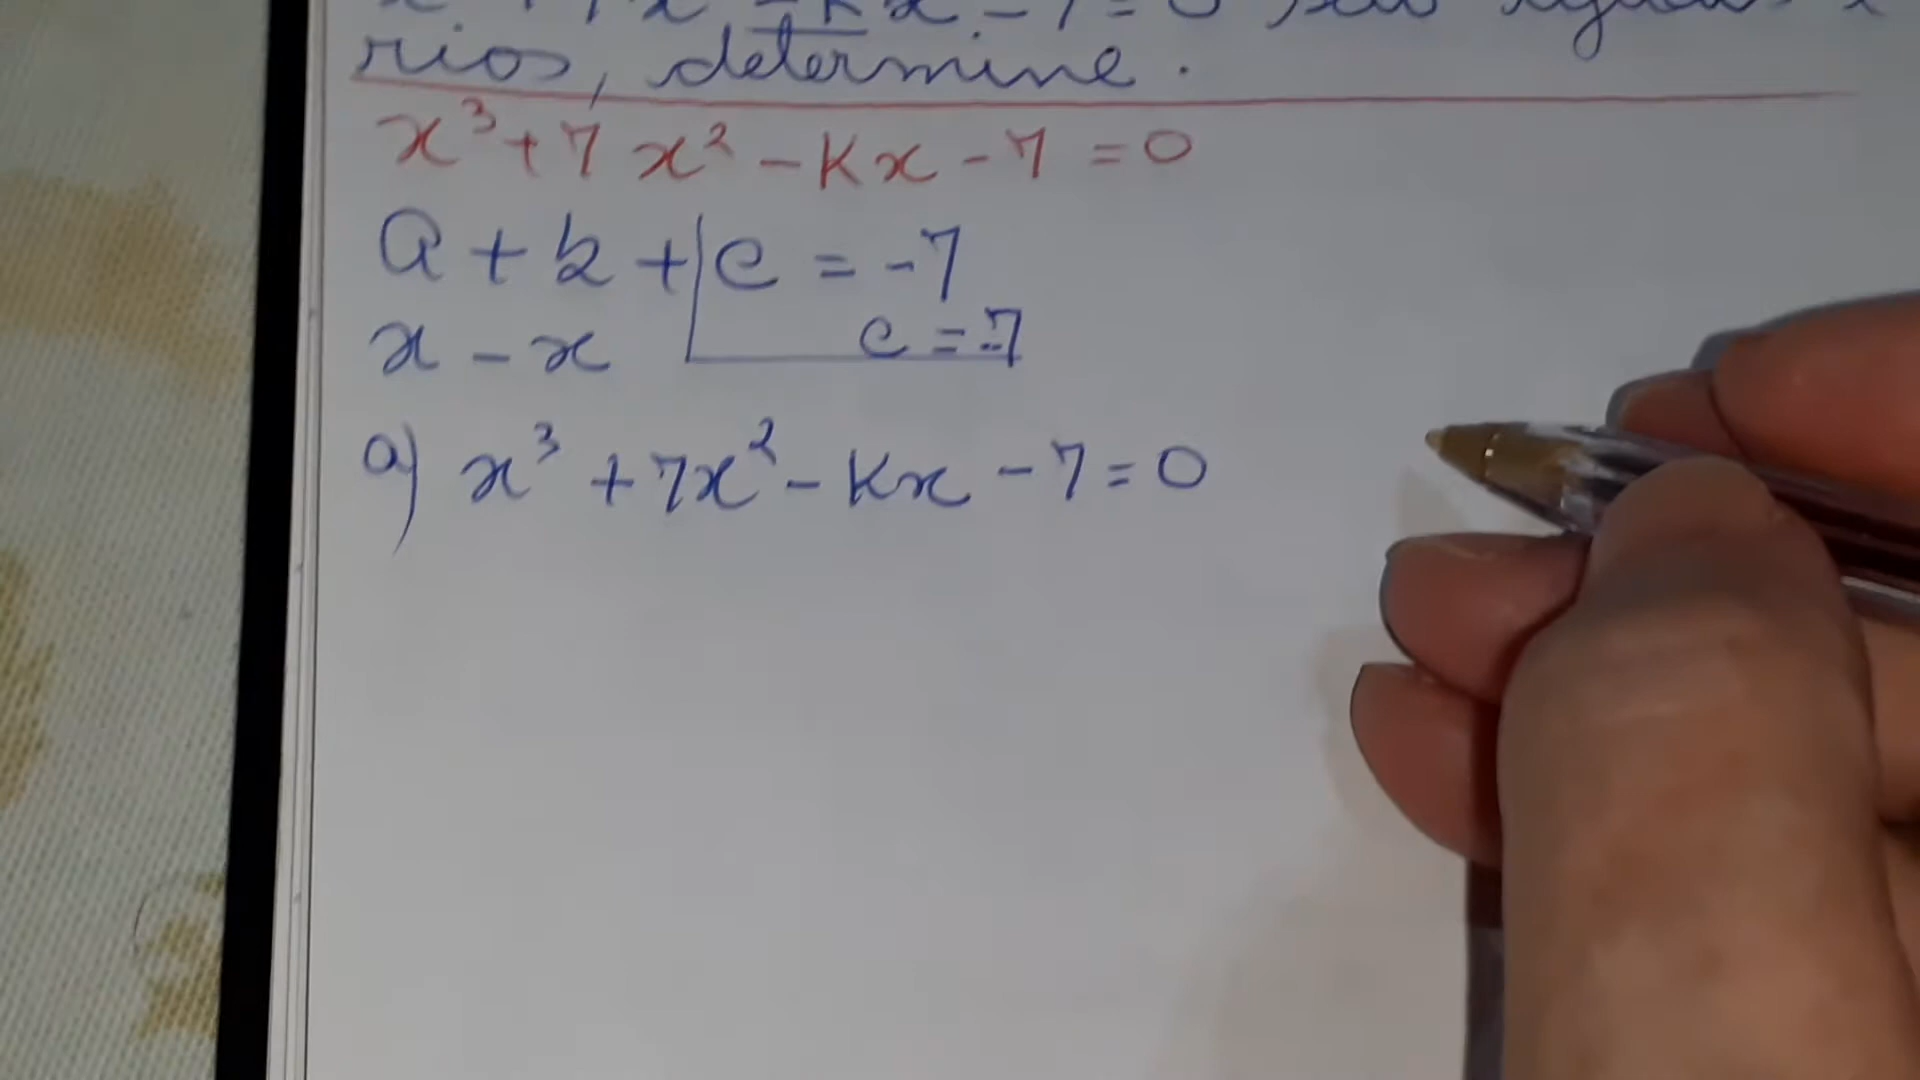 rios, determine.
x³ + 7x² - Kx - 7 = 0
a + b + c = -7
x - x c = -7
a) x³ + 7x² - Kx - 7 = 0